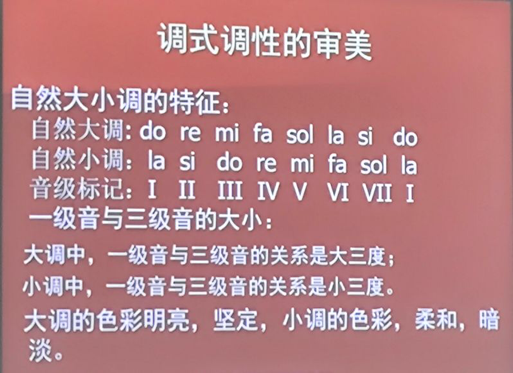 调式调性的审美
自然大小调的特征：
自然大调: do re mi fa sol la si do
自然小调：la si do re mi fa sol la
音级标记：I II III IV V VI VII I
一级音与三级音的大小：
大调中，一级音与三级音的关系是大三度；
小调中，一级音与三级音的关系是小三度。
大调的色彩明亮，坚定，小调的色彩，柔和，暗
淡。